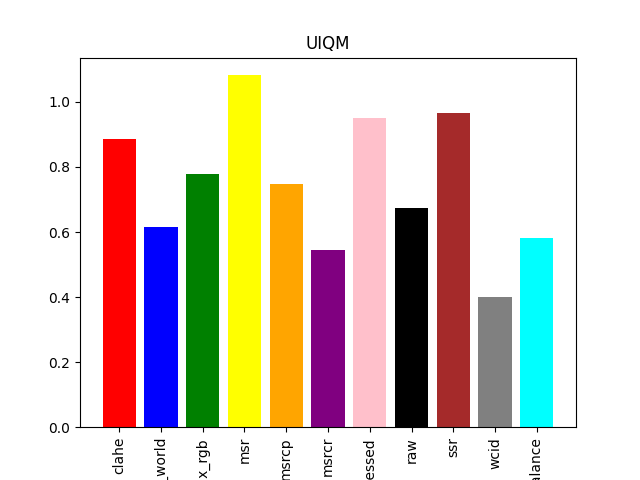 UIQM
1.0
0.8
0.6
0.4
0.2
0.0
clahe
_world
x_rgb
msr
msrcp
msrcr
essed
raw
ssr
wcid
alance